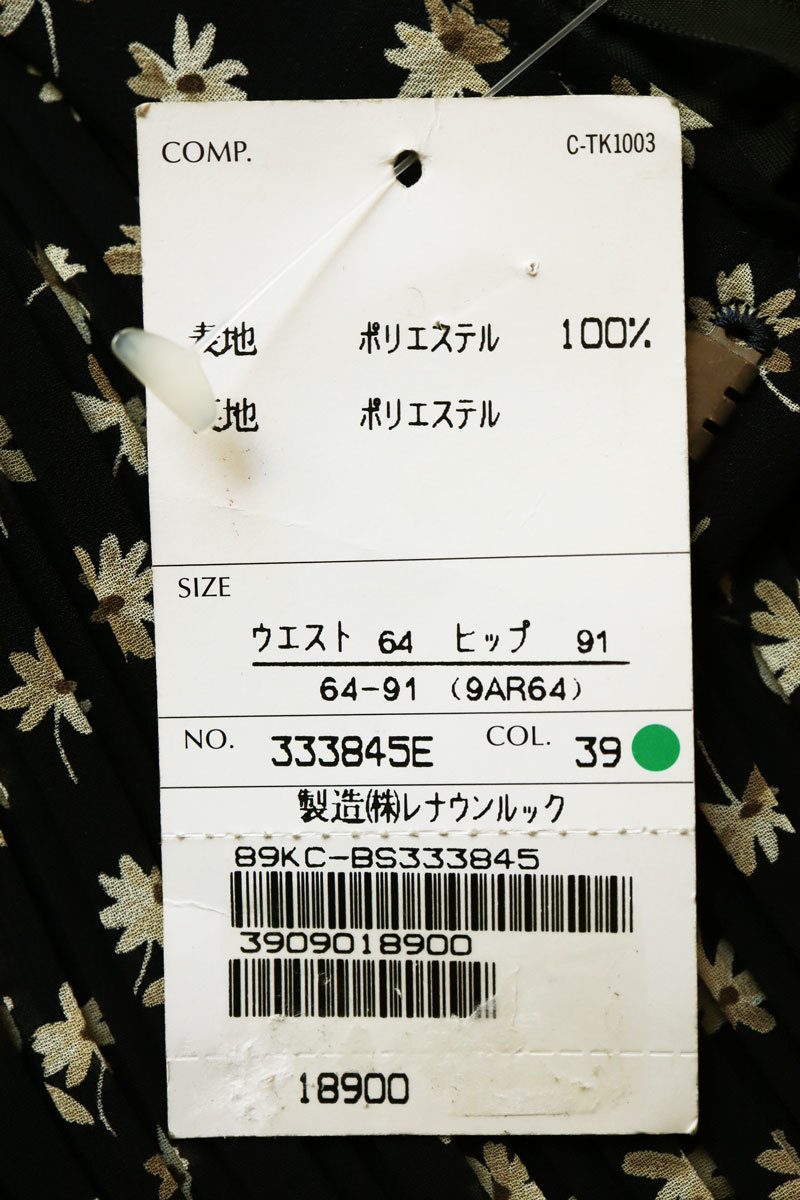 COMP.
C-TK1003
表地 ポリエステル 100%
地 ポリエステル
SIZE
ウエスト 64 ヒップ 91
64-91 (9AR64)
NO. 333845E COL. 39
製造㈱レナウンルック
89KC-BS333845
3909018900
18900